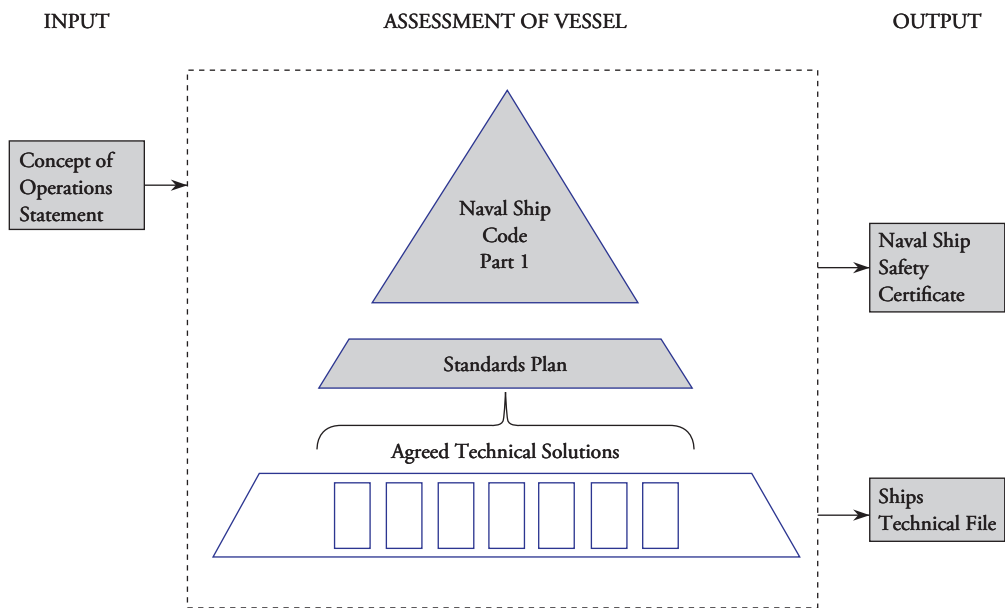 INPUT
ASSESSMENT OF VESSEL
OUTPUT
Concept of
Operations
Statement
Naval Ship
Code
Part 1
Naval Ship
Safety
Certificate
Standards Plan
Agreed Technical Solutions
Ships
Technical File